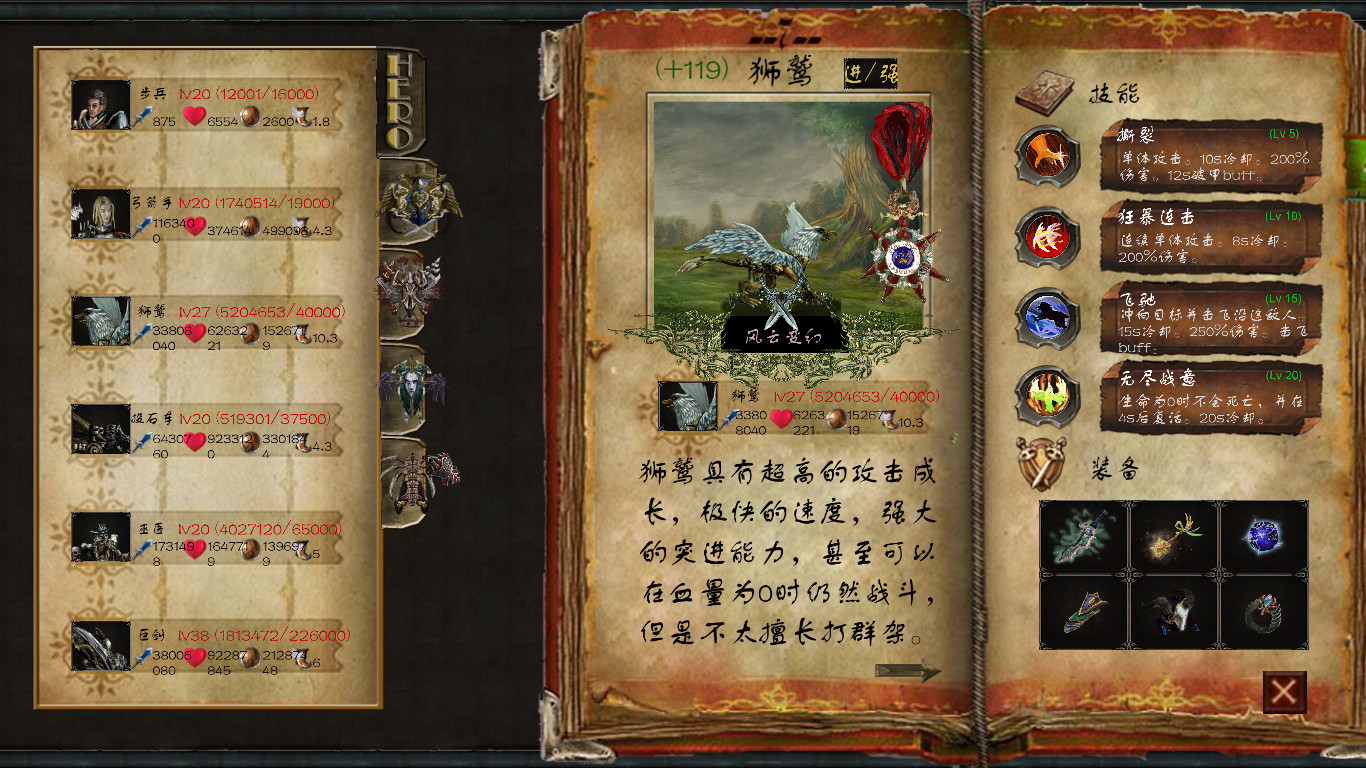 步兵 lv20 (12001/16000)
875 6554 2600 1.8
弓箭手 lv20 (1740514/19000)
116340 374614 499098 4.3
0
狮鹫 lv27 (5204653/40000)
33808 62632 15267 10.3
040 21 9
投石手 lv20 (519301/37500)
64307 923312 330184 4.3
60 0 4
巫医 lv20 (4027120/65000)
173149 164771 139697 5
8 9 9
巨剑 lv38 (1813472/226000)
38006 92287 212874 6
080 845 48
HERO
(+119) 狮鹫 进/强
风云变幻
狮鹫 lv27 (5204653/40000)
3380 6263 15267 10.3
8040 221 19
狮鹫具有超高的攻击成
长，极快的速度，强大
的突进能力，甚至可以
在血量为0时仍然战斗，
但是不太擅长打群架。
技能
撕裂 (Lv 5)
单体攻击。10s冷却。200%
伤害。12s破甲buff。
狂暴连击 (Lv 10)
连续单体攻击。8s冷却。
200%伤害。
飞驰 (Lv 15)
冲向目标并击飞沿途敌人。
15s冷却。250%伤害。击飞
buff。
无尽战意 (Lv 20)
生命为0时不会死亡，并在
4s后复活。20s冷却。
装备